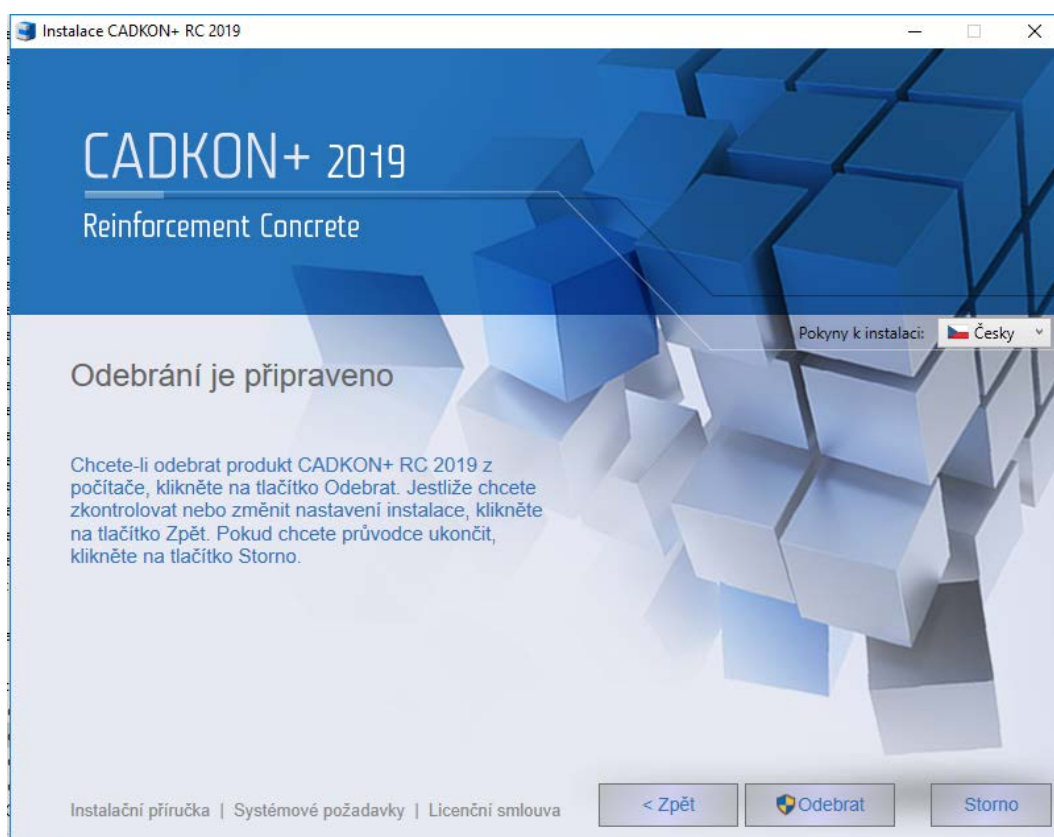 Instalace CADKON+ RC 2019
CADKON+ 2019
Reinforcement Concrete
Pokyny k instalaci: Česky
Odebrání je připraveno
Chcete-li odebrat produkt CADKON+ RC 2019 z
počítače, klikněte na tlačítko Odebrat. Jestliže chcete
zkontrolovat nebo změnit nastavení instalace, klikněte
na tlačítko Zpět. Pokud chcete průvodce ukončit,
klikněte na tlačítko Storno.
Instalační příručka | Systémové požadavky | Licenční smlouva
< Zpět Odebrat Storno